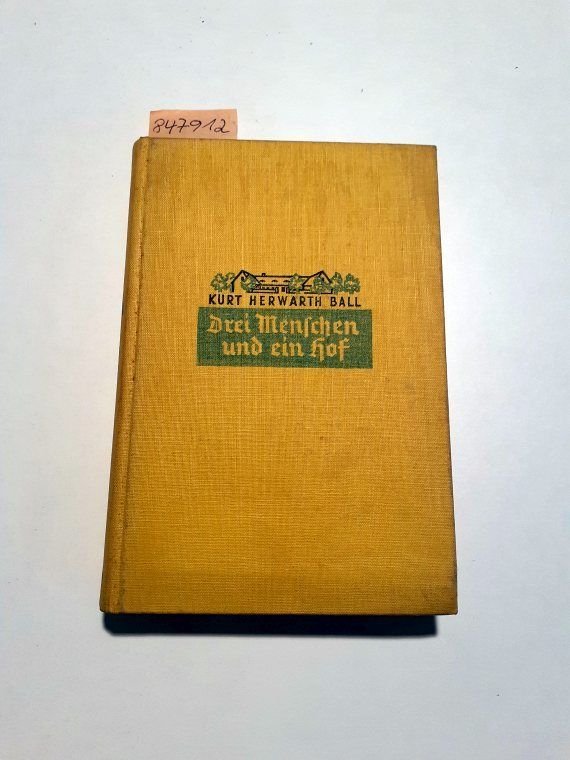 847912
KURT HERWARTH BALL
Drei Menſchen
und ein Hof